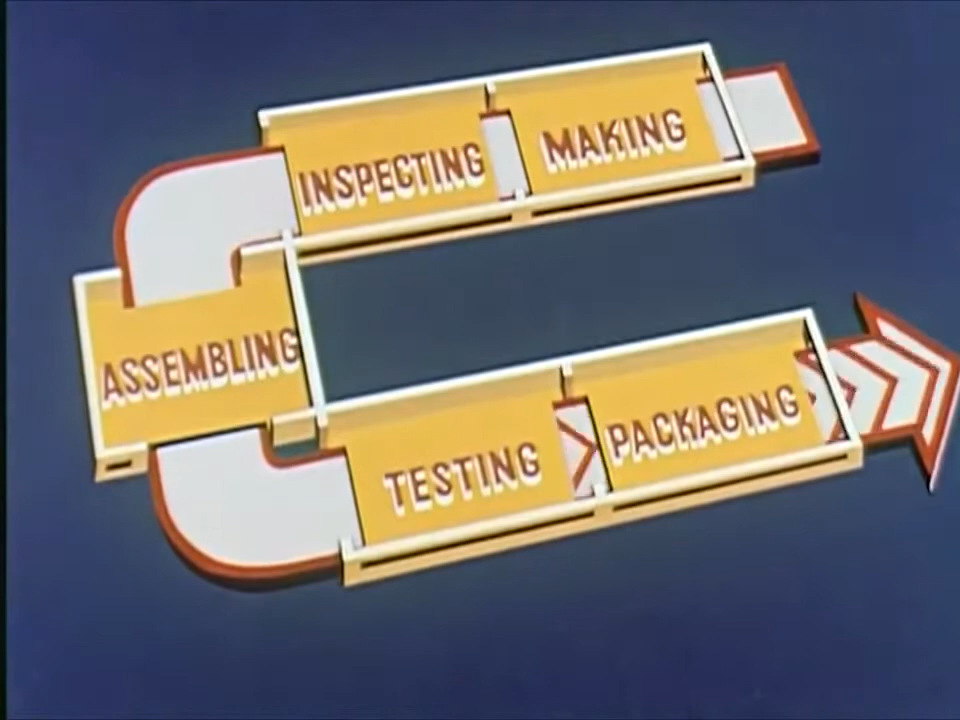 INSPECTING
MAKING
ASSEMBLING
TESTING
PACKAGING